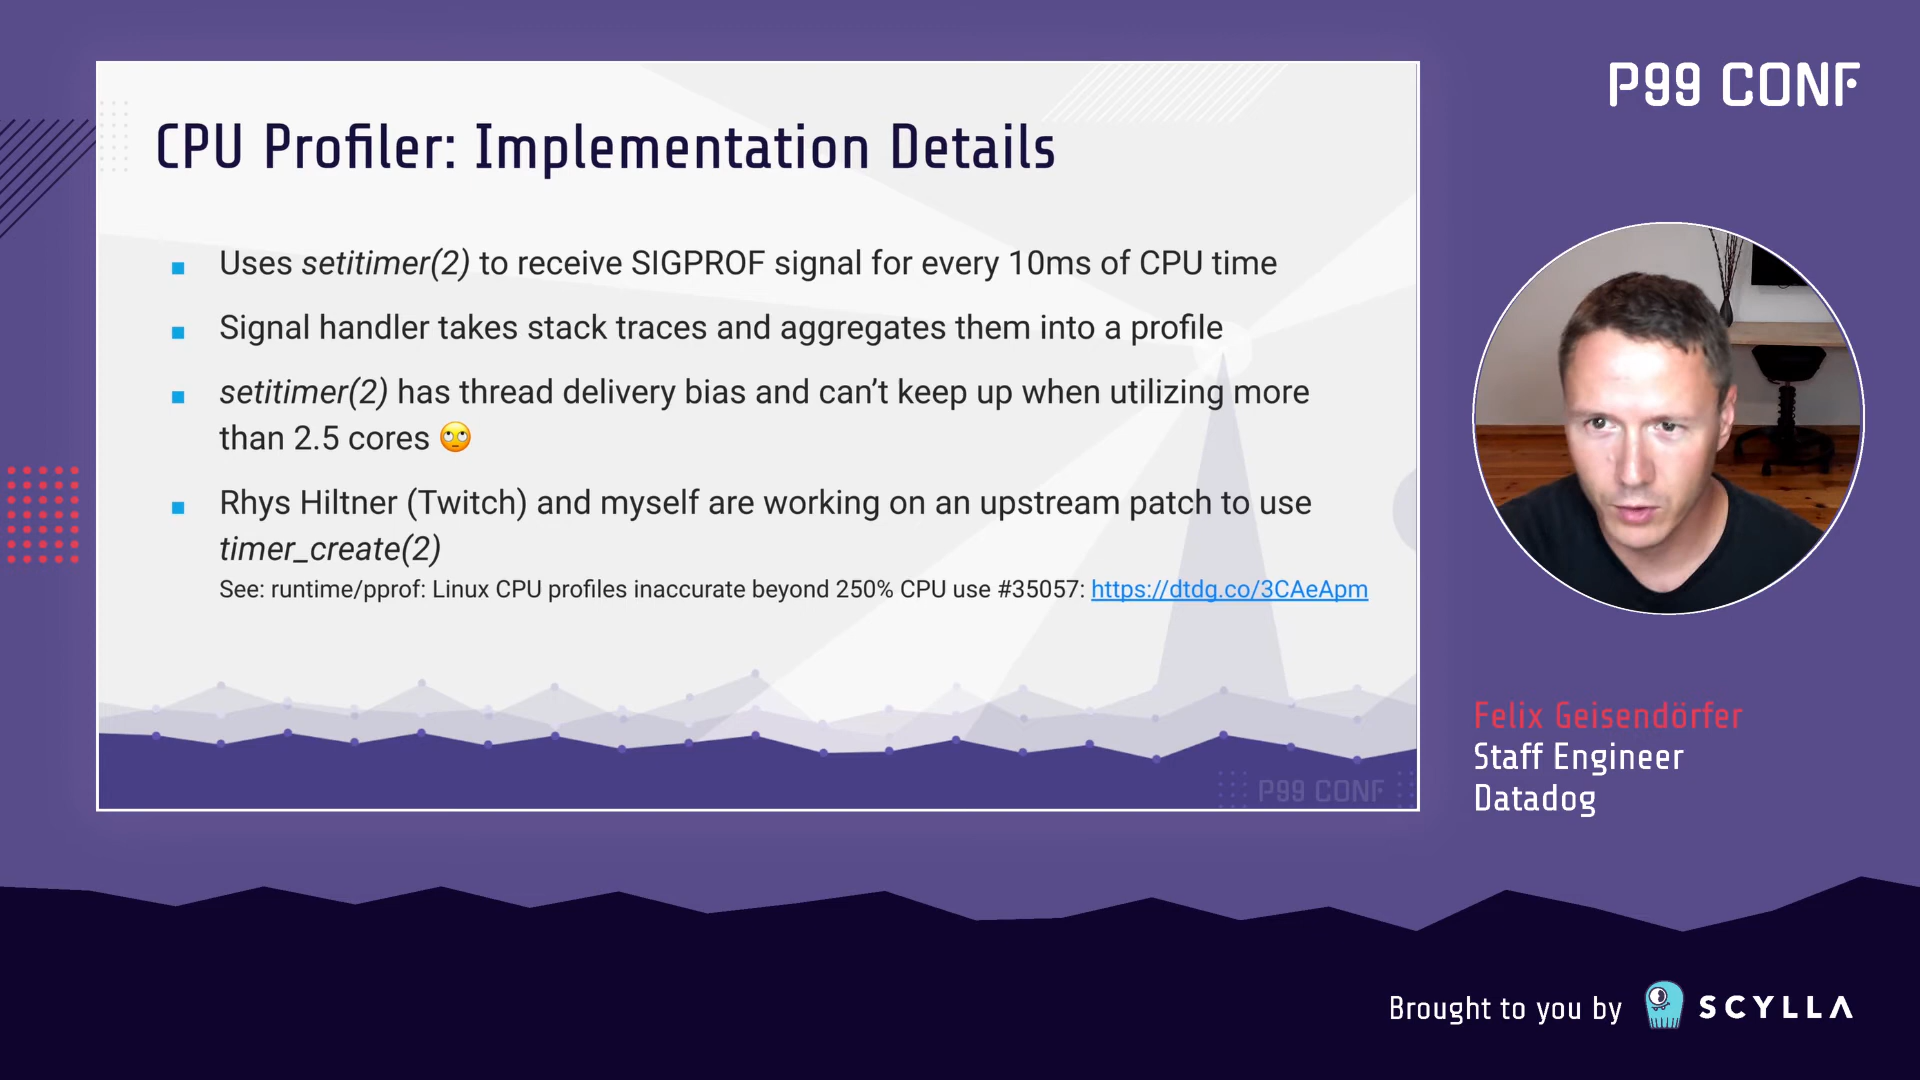 P99 CONF
CPU Profiler: Implementation Details
Uses setitimer(2) to receive SIGPROF signal for every 10ms of CPU time
Signal handler takes stack traces and aggregates them into a profile
setitimer(2) has thread delivery bias and can’t keep up when utilizing more
than 2.5 cores 🙄
Rhys Hiltner (Twitch) and myself are working on an upstream patch to use
timer_create(2)
See: runtime/pprof: Linux CPU profiles inaccurate beyond 250% CPU use #35057: https://dtdg.co/3CAeApm
P99 CONF
Felix Geisendörfer
Staff Engineer
Datadog
Brought to you by SCYLLA